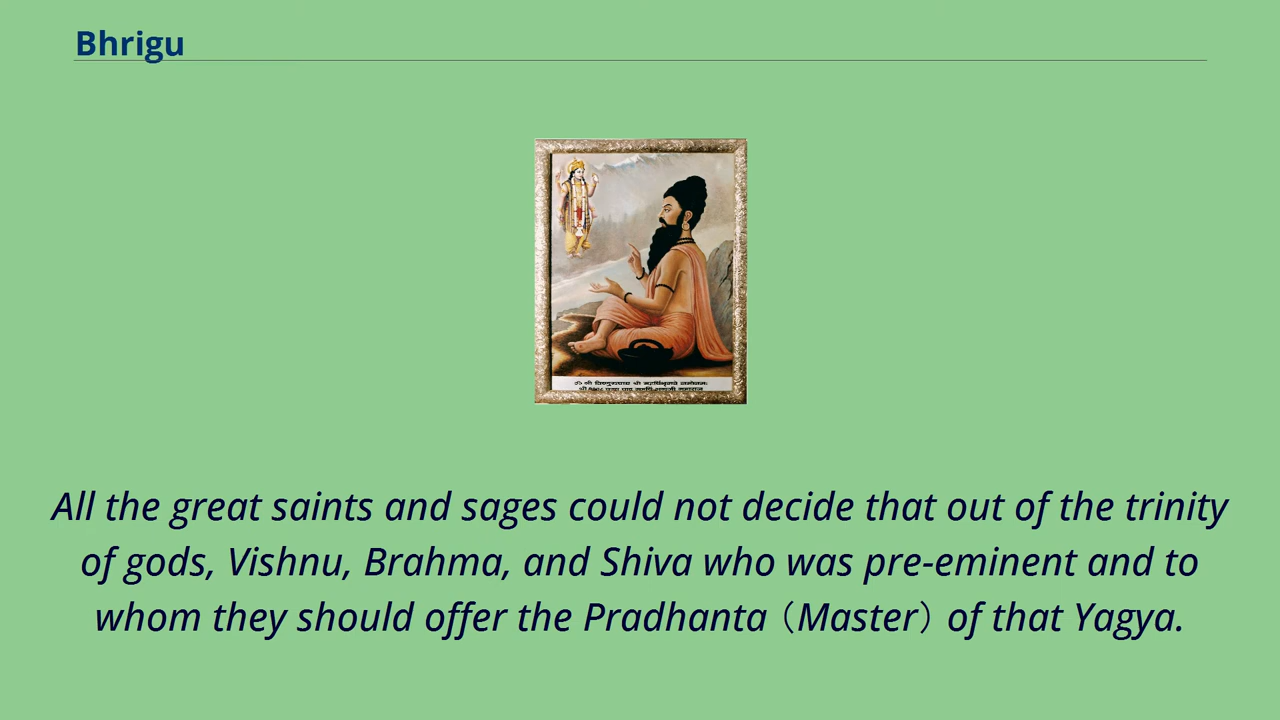 Bhrigu
ॐ श्री
श्री
All the great saints and sages could not decide that out of the trinity
of gods, Vishnu, Brahma, and Shiva who was pre-eminent and to
whom they should offer the Pradhanta（Master）of that Yagya.